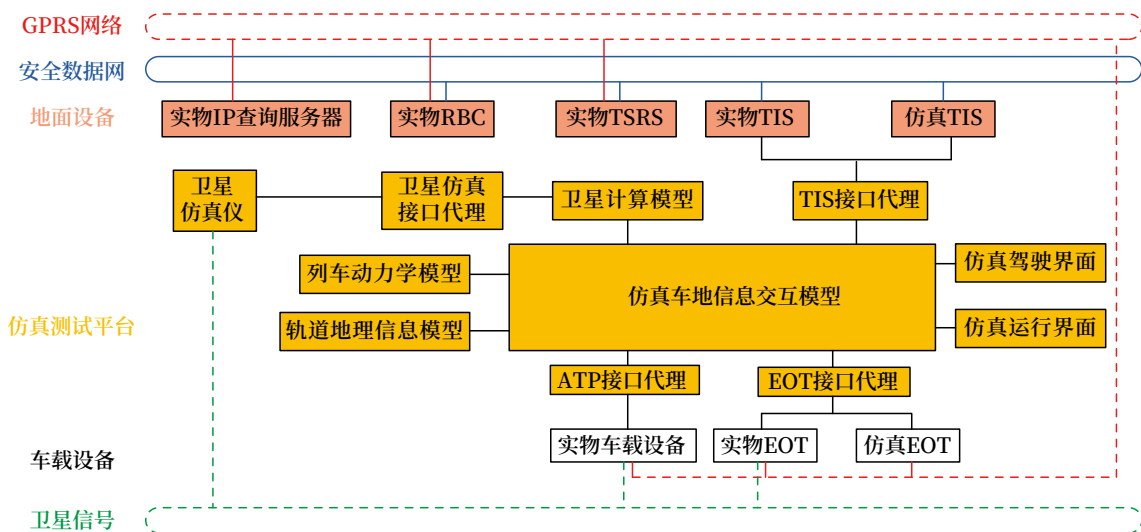 GPRS网络
安全数据网
地面设备
实物IP查询服务器
实物RBC
实物TSRS
实物TIS
仿真TIS
卫星
仿真仪
卫星仿真
接口代理
卫星计算模型
TIS接口代理
列车动力学模型
仿真车地信息交互模型
仿真驾驶界面
仿真测试平台
轨道地理信息模型
仿真运行界面
ATP接口代理
EOT接口代理
车载设备
实物车载设备
实物EOT
仿真EOT
卫星信号